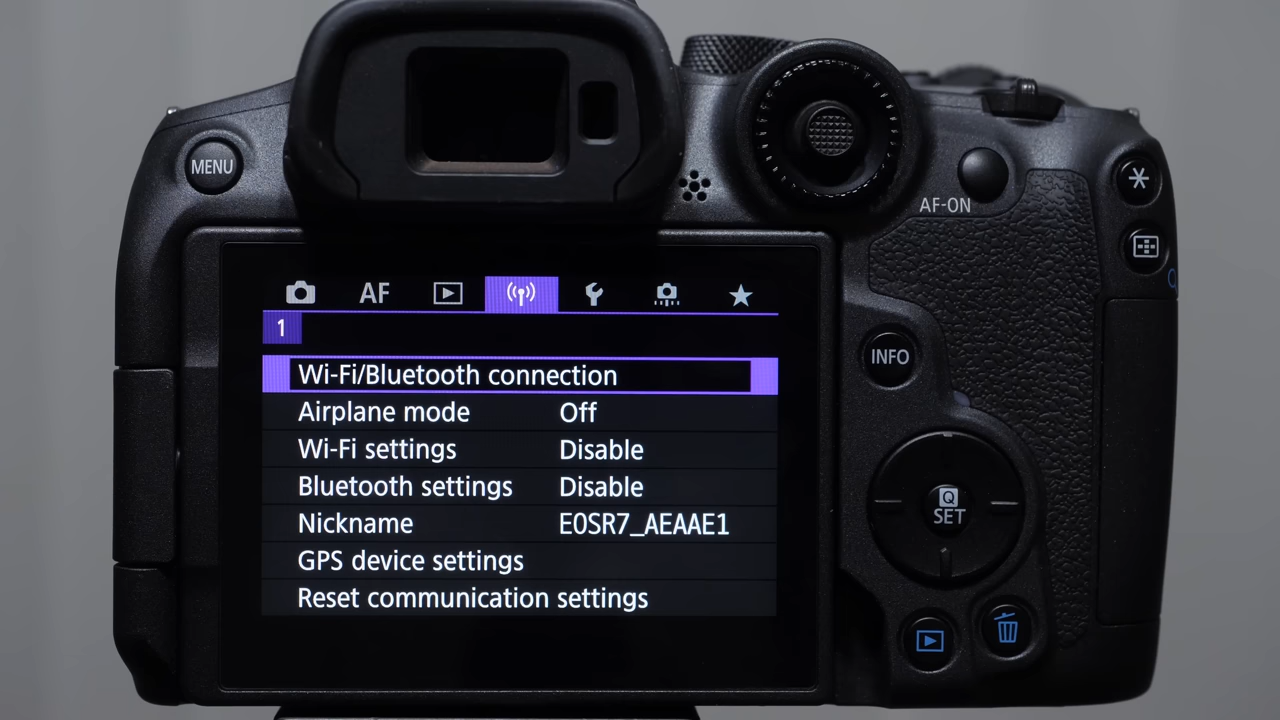 MENU
AF-ON
AF
1
Wi-Fi/Bluetooth connection
Airplane mode Off
Wi-Fi settings Disable
Bluetooth settings Disable
Nickname E0SR7_AEAAE1
GPS device settings
Reset communication settings
INFO
Q
SET